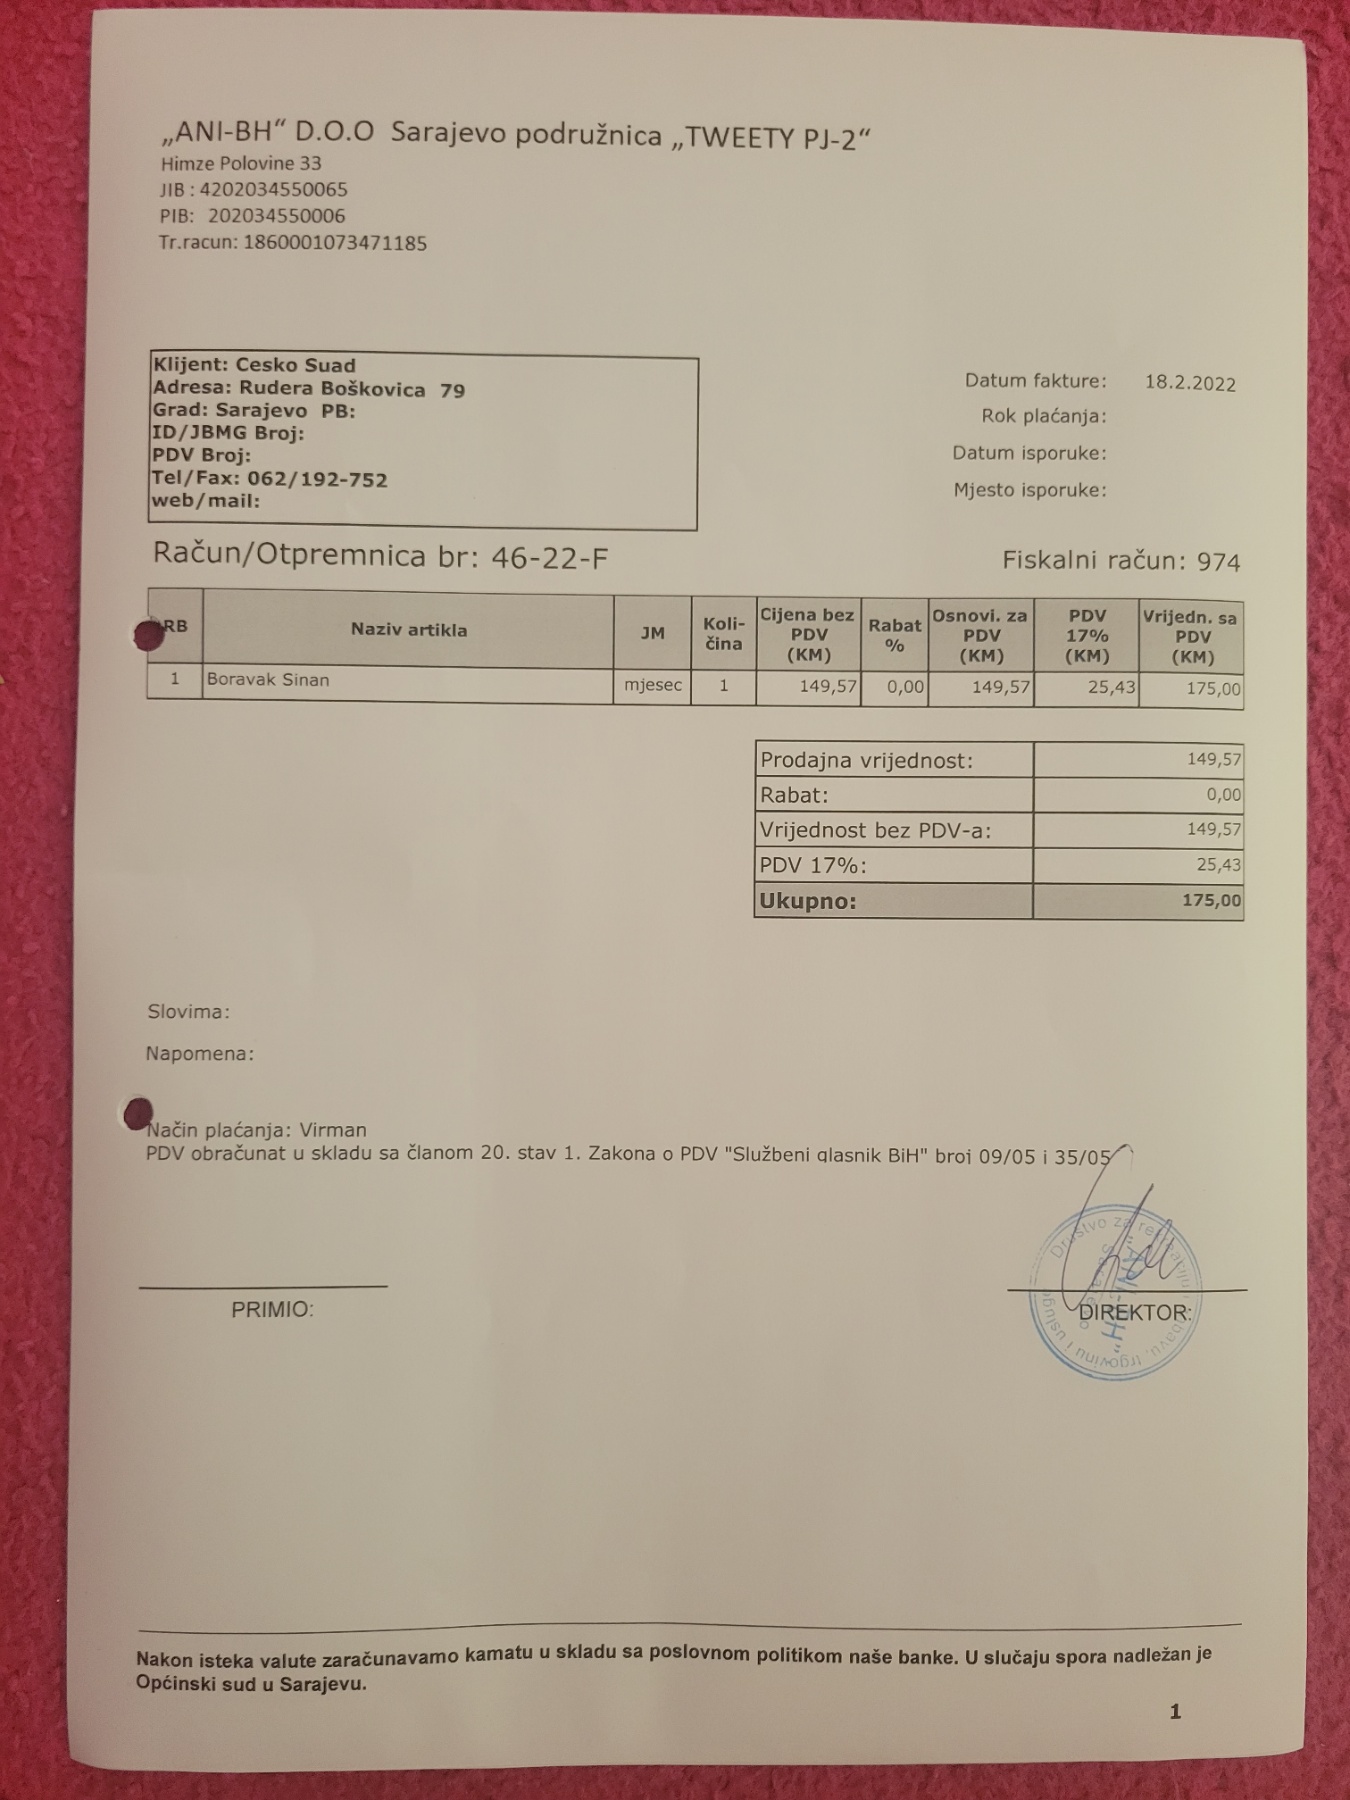 „ANI-BH“ D.O.O Sarajevo podružnica „TWEETY PJ-2“
Himze Polovine 33
JIB : 4202034550065
PIB: 202034550006
Tr.racun: 1860001073471185
Klijent: Cesko Suad
Adresa: Rudera Boškovica 79
Grad: Sarajevo PB:
ID/JBMG Broj:
PDV Broj:
Tel/Fax: 062/192-752
web/mail:
Datum fakture: 18.2.2022
Rok plaćanja:
Datum isporuke:
Mjesto isporuke:
Račun/Otpremnica br: 46-22-F Fiskalni račun: 974
RB Naziv artikla JM Koli-čina Cijena bez PDV (KM) Rabat % Osnovi. za PDV (KM) PDV 17% (KM) Vrijedn. sa PDV (KM)
1 Boravak Sinan mjesec 1 149,57 0,00 149,57 25,43 175,00
Prodajna vrijednost: 149,57
Rabat: 0,00
Vrijednost bez PDV-a: 149,57
PDV 17%: 25,43
Ukupno: 175,00
Slovima:
Napomena:
Način plaćanja: Virman
PDV obračunat u skladu sa članom 20. stav 1. Zakona o PDV "Službeni glasnik BiH" broj 09/05 i 35/05
PRIMIO:
DIREKTOR:
Društvo za
trgovinu i usluge
"ANI-BH"
Sarajevo
Nakon isteka valute zaračunavamo kamatu u skladu sa poslovnom politikom naše banke. U slučaju spora nadležan je
Općinski sud u Sarajevu.
1